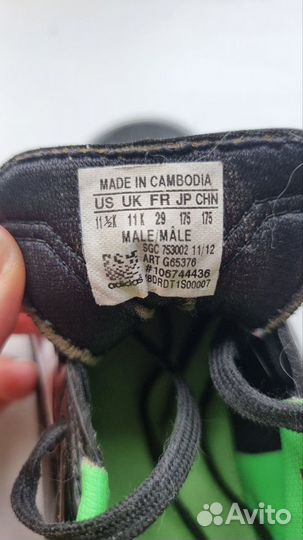 MADE IN CAMBODIA
US UK FR JP CHN
11½K 11K 29 175 175
MALE/MÂLE
SGC 753002 11/12
ART G65376
#106744436
adidas
Avito